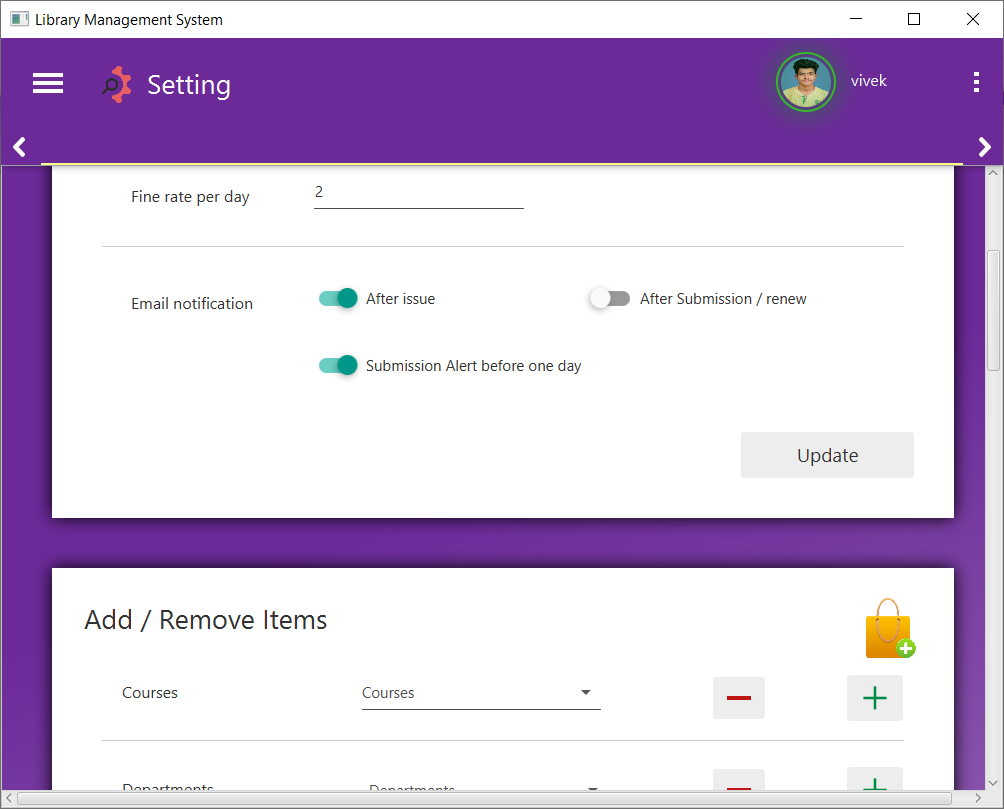 Library Management System
Setting
vivek
Fine rate per day
2
Email notification
After issue
After Submission / renew
Submission Alert before one day
Update
Add / Remove Items
Courses
Courses
Departments
Departments